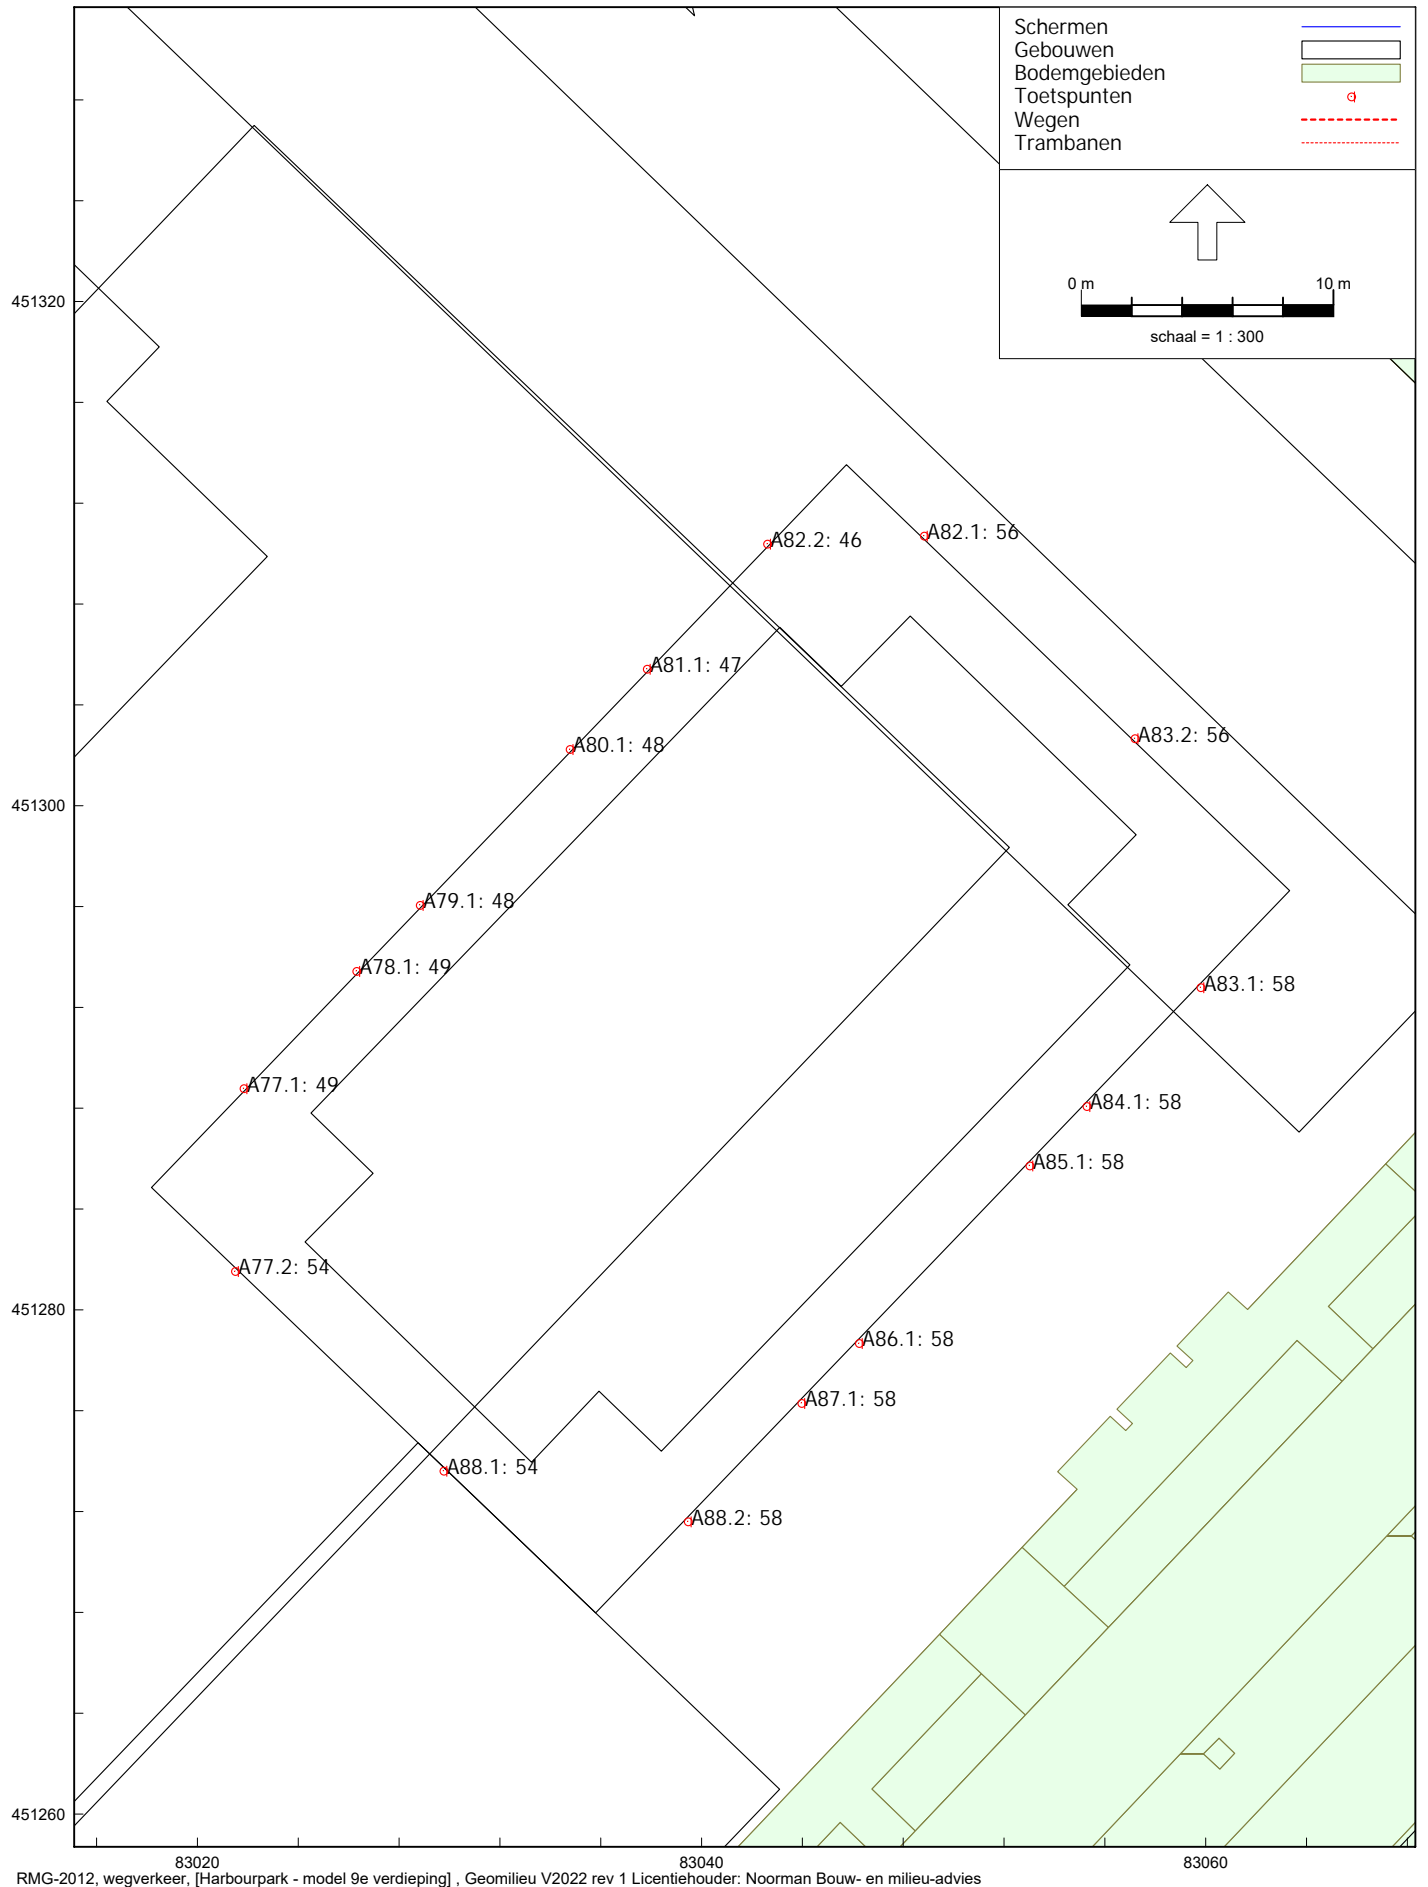 Schermen
Gebouwen
Bodemgebieden
Toetspunten
Wegen
Trambanen
0 m 10 m
schaal = 1 : 300
451320
A82.2: 46
A82.1: 56
A81.1: 47
A80.1: 48
A83.2: 56
451300
A79.1: 48
A78.1: 49
A83.1: 58
A77.1: 49
A84.1: 58
A85.1: 58
A77.2: 54
451280
A86.1: 58
A87.1: 58
A88.1: 54
A88.2: 58
451260
83020 83040 83060
RMG-2012, wegverkeer, [Harbourpark - model 9e verdieping] , Geomilieu V2022 rev 1 Licentiehouder: Noorman Bouw- en milieu-advies